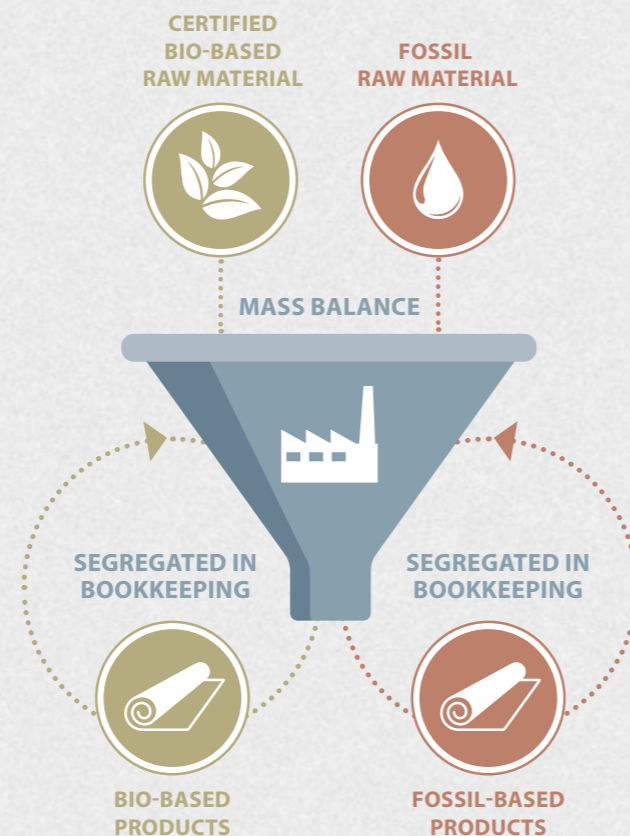 CERTIFIED
BIO-BASED
RAW MATERIAL
FOSSIL
RAW MATERIAL
MASS BALANCE
SEGREGATED IN
BOOKKEEPING
SEGREGATED IN
BOOKKEEPING
BIO-BASED
PRODUCTS
FOSSIL-BASED
PRODUCTS